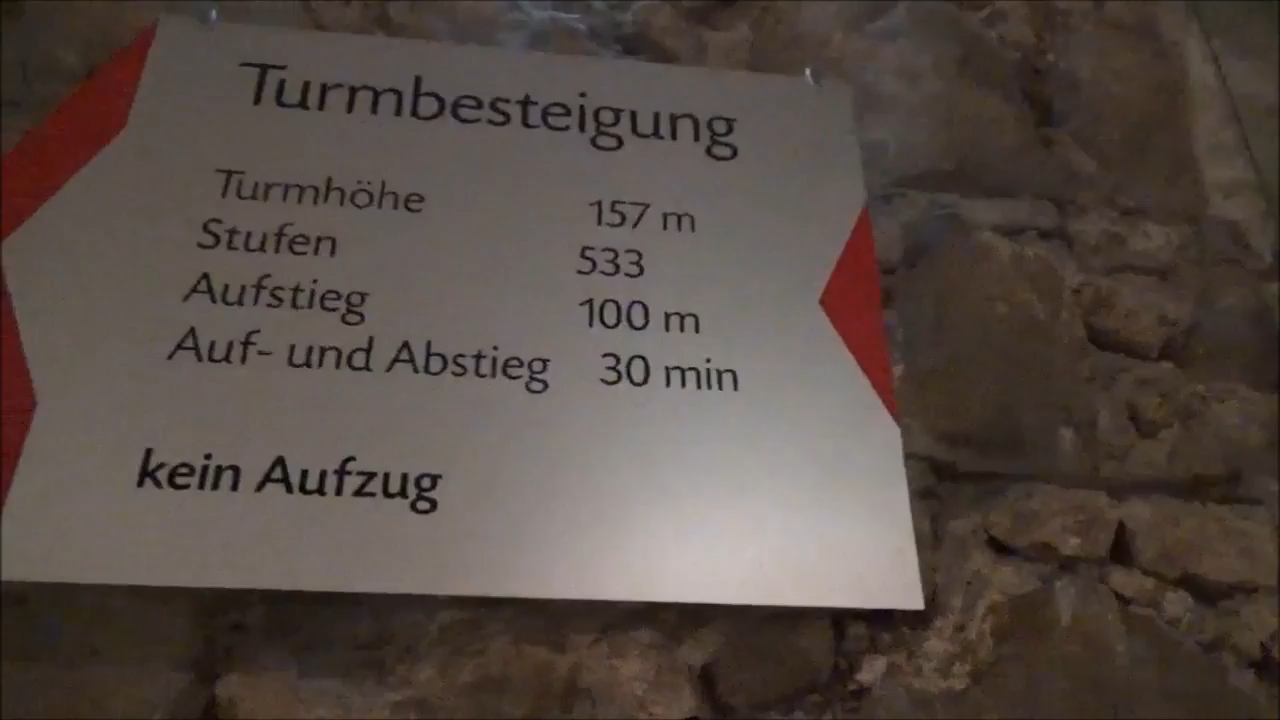 Turmbesteigung
Turmhöhe 157 m
Stufen 533
Aufstieg 100 m
Auf- und Abstieg 30 min
kein Aufzug